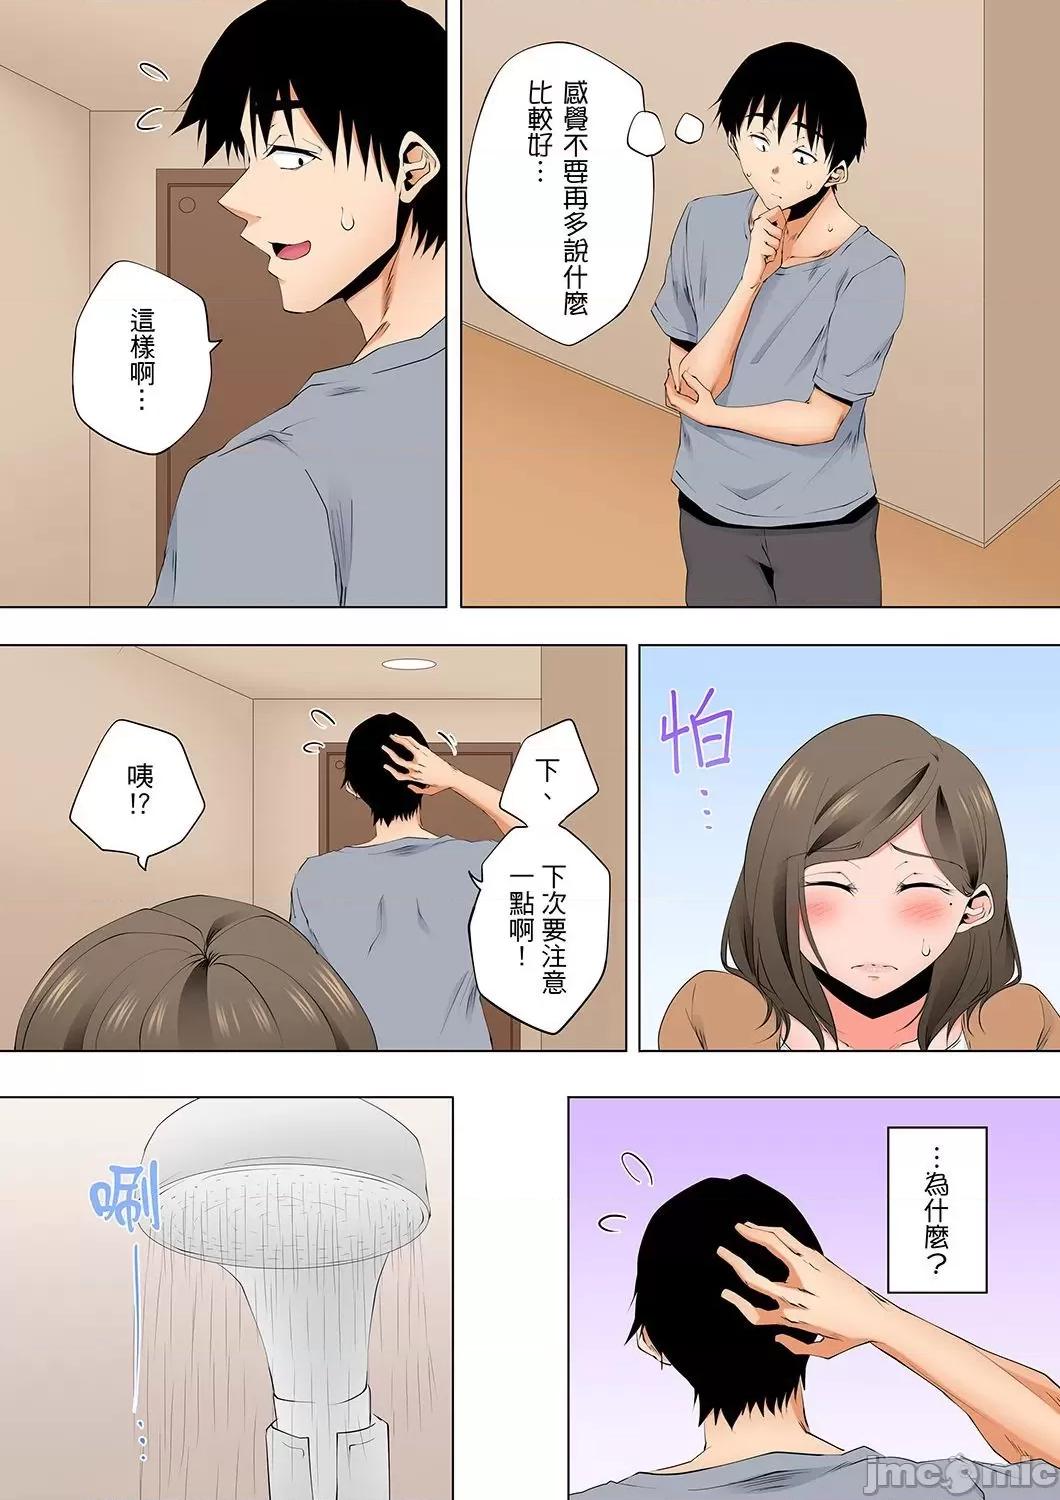 感覺不要再多說什麼
比較好…
這樣啊…
怕…
下、
下次要注意
一點啊！
咦!?
…為什麼？
唰…
jmcomic